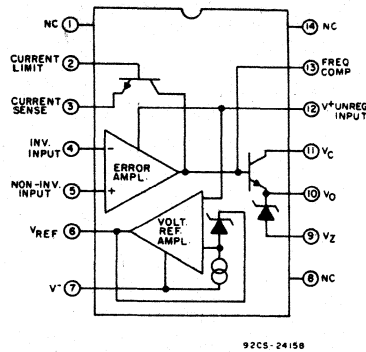 NC 1
14 NC
CURRENT
LIMIT 2
13 FREQ
COMP
CURRENT
SENSE 3
12 V+ UNREG
INPUT
INV.
INPUT 4
11 VC
-
ERROR
AMPL.
NON-INV.
INPUT 5
+
10 VO
VREF 6
VOLT.
REF.
AMPL.
9 VZ
V- 7
8 NC
92CS-24158